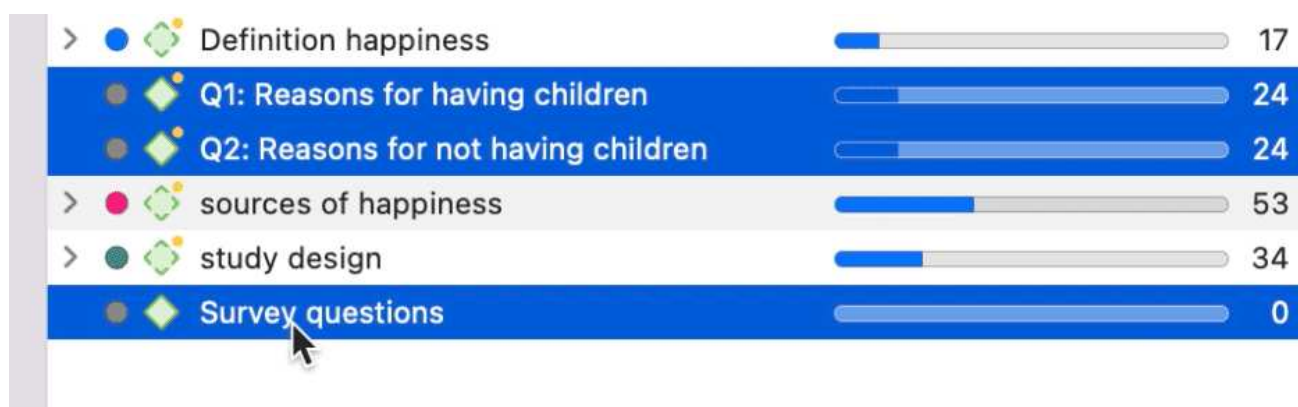 Definition happiness 17
Q1: Reasons for having children 24
Q2: Reasons for not having children 24
sources of happiness 53
study design 34
Survey questions 0